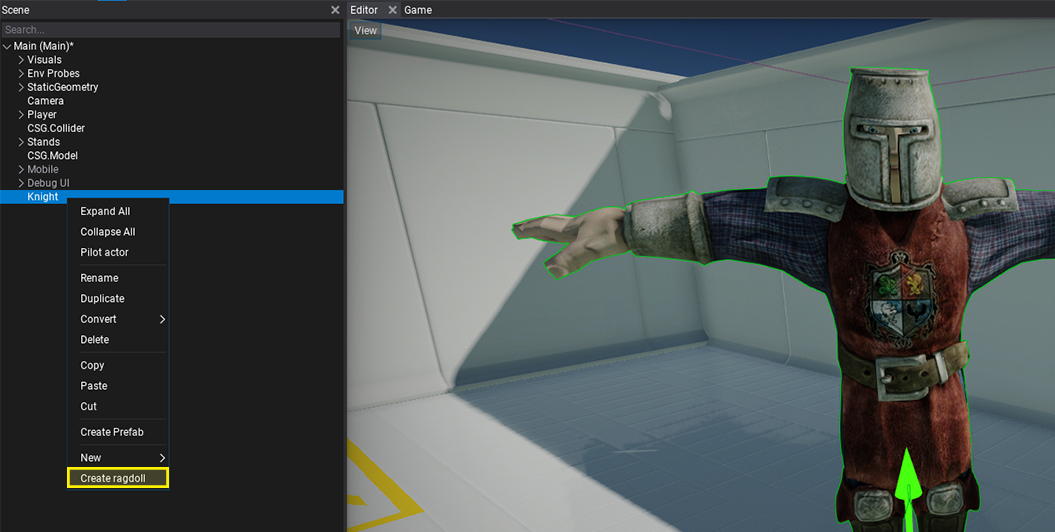 Scene
Editor
Game
Search...
View
Main (Main)*
Visuals
Env Probes
StaticGeometry
Camera
Player
CSG.Collider
Stands
CSG.Model
Mobile
Debug UI
Knight
Expand All
Collapse All
Pilot actor
Rename
Duplicate
Convert
Delete
Copy
Paste
Cut
Create Prefab
New
Create ragdoll